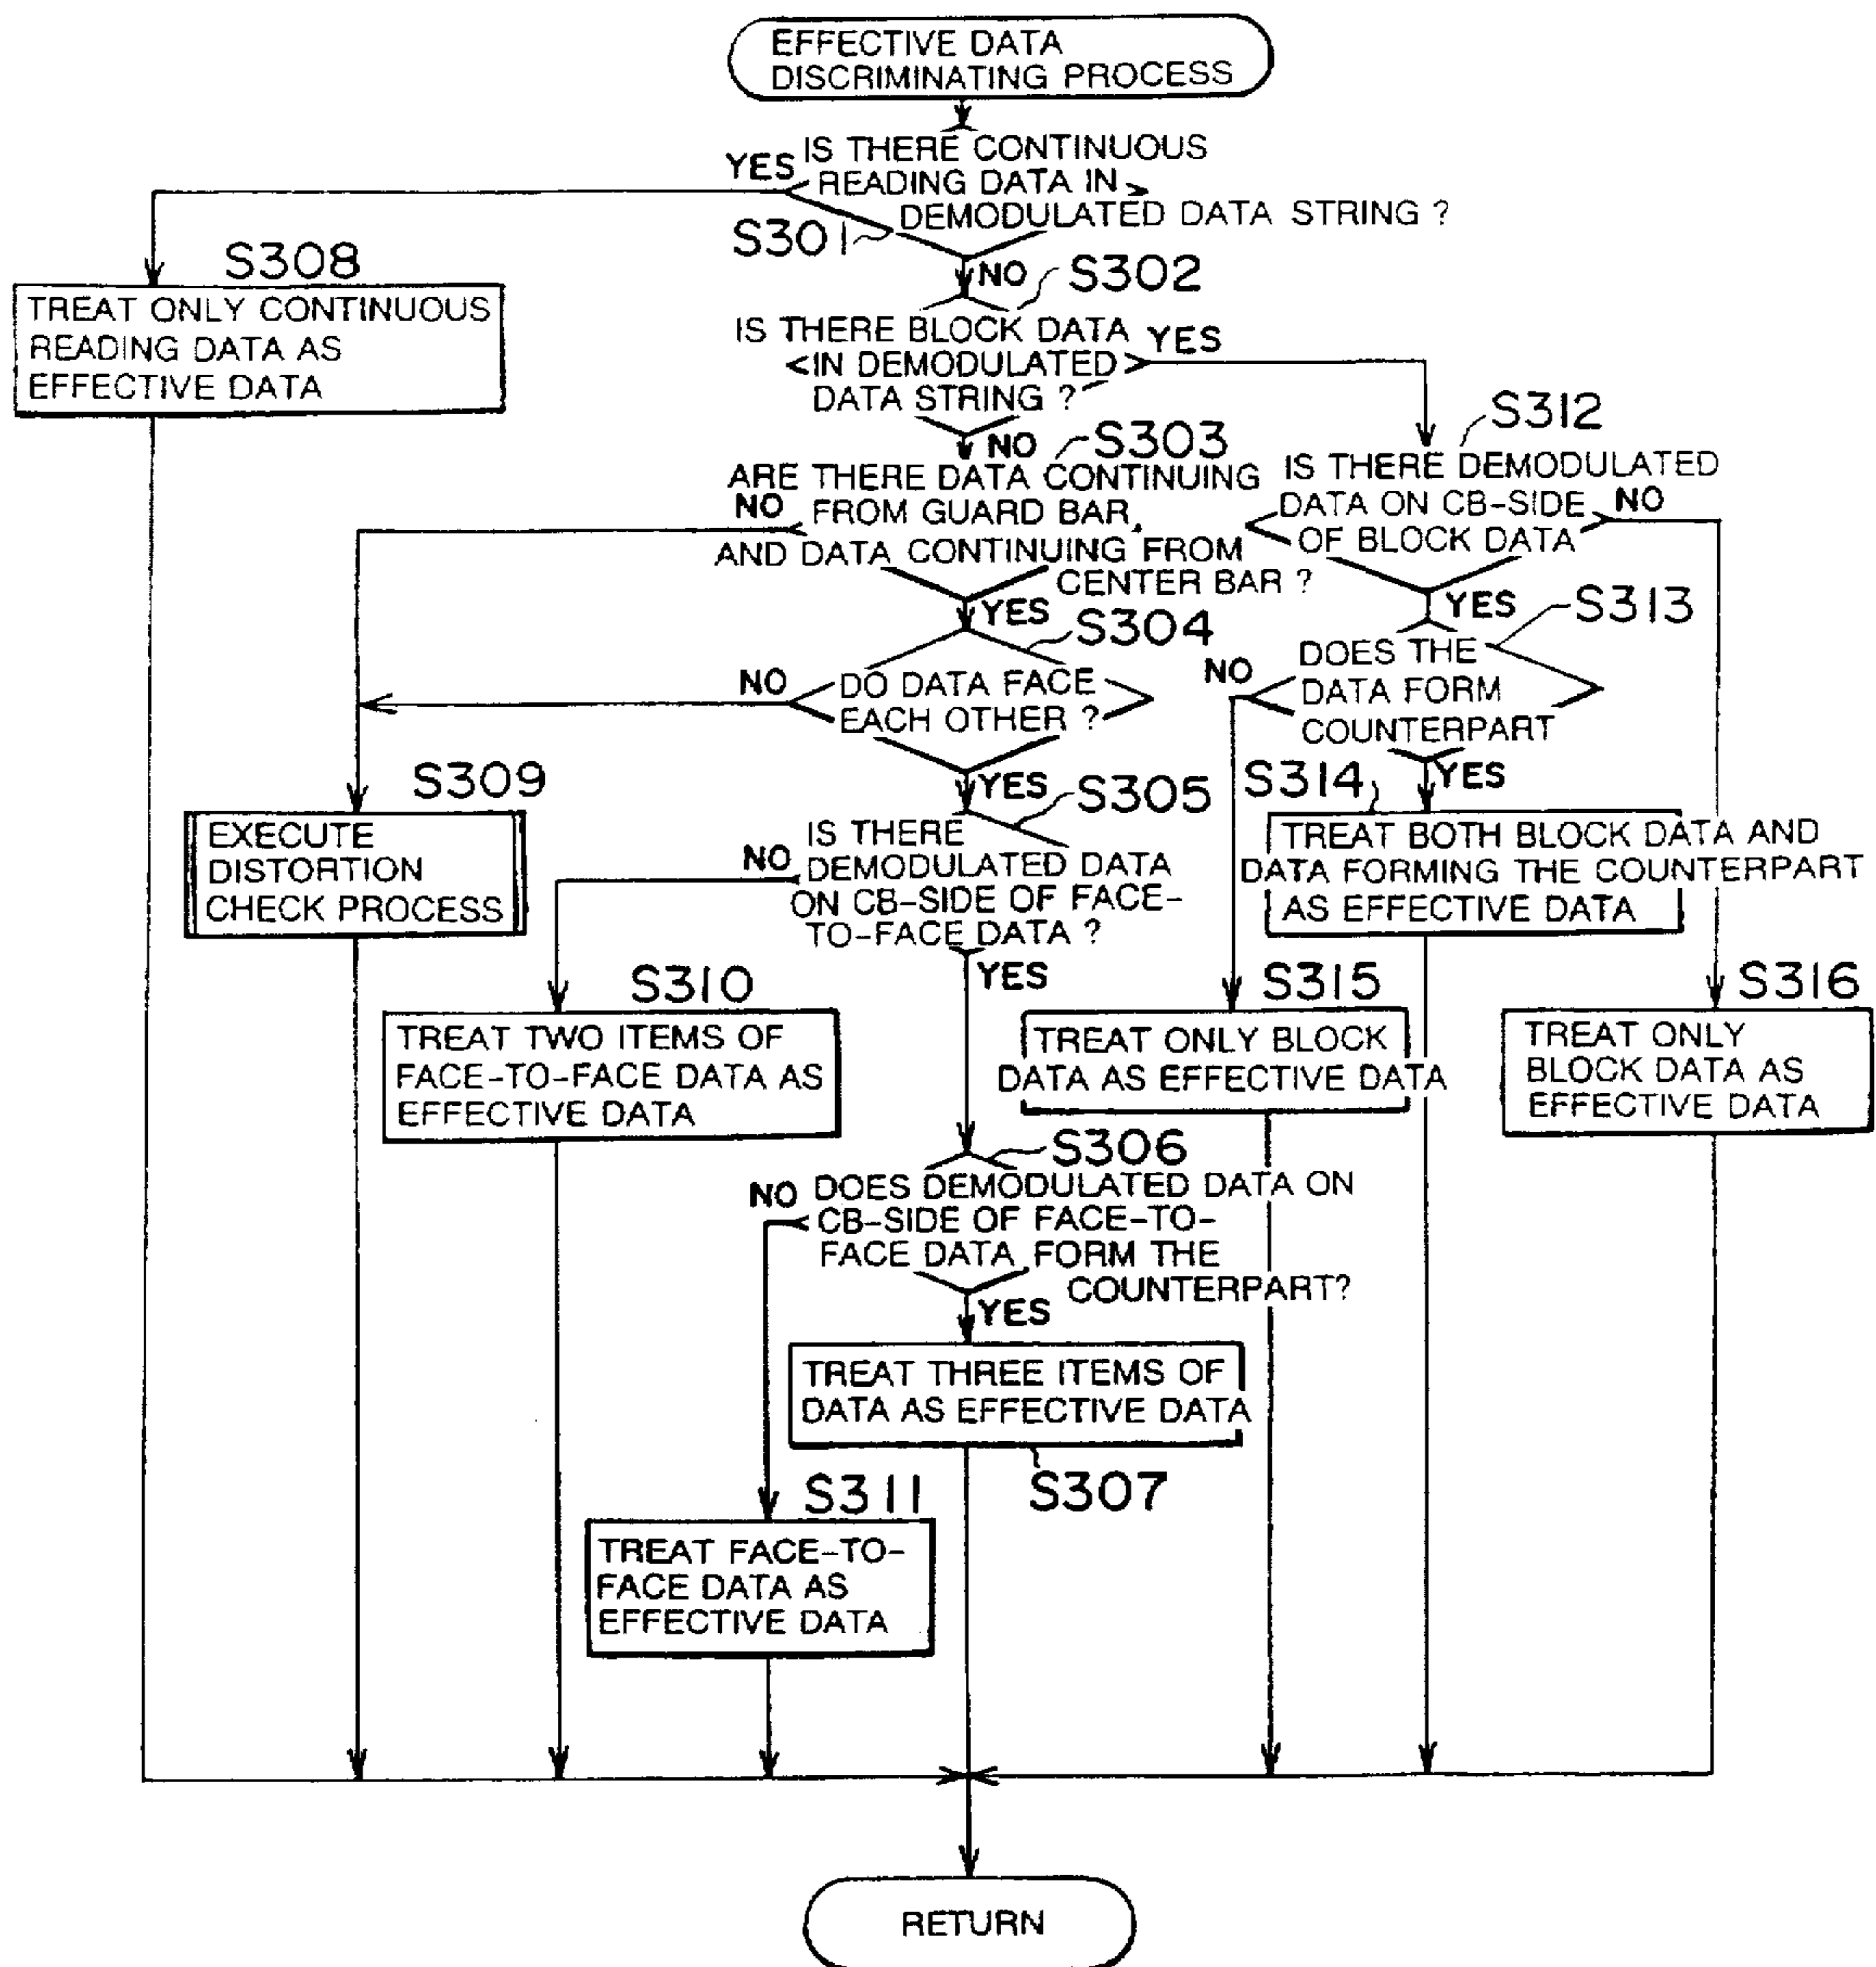 EFFECTIVE DATA
DISCRIMINATING PROCESS
IS THERE CONTINUOUS
READING DATA IN
DEMODULATED DATA STRING ?
YES
S301
NO
S308
TREAT ONLY CONTINUOUS
READING DATA AS
EFFECTIVE DATA
S302
IS THERE BLOCK DATA
IN DEMODULATED
DATA STRING ?
YES
NO
S303
ARE THERE DATA CONTINUING
FROM GUARD BAR,
AND DATA CONTINUING FROM
CENTER BAR ?
NO
YES
S312
IS THERE DEMODULATED
DATA ON CB-SIDE
OF BLOCK DATA
NO
YES
S304
DO DATA FACE
EACH OTHER ?
NO
YES
S313
DOES THE
DATA FORM
COUNTERPART
NO
YES
S309
EXECUTE
DISTORTION
CHECK PROCESS
S305
IS THERE
DEMODULATED DATA
ON CB-SIDE OF FACE-
TO-FACE DATA ?
NO
YES
S314
TREAT BOTH BLOCK DATA AND
DATA FORMING THE COUNTERPART
AS EFFECTIVE DATA
S310
TREAT TWO ITEMS OF
FACE-TO-FACE DATA AS
EFFECTIVE DATA
S315
TREAT ONLY BLOCK
DATA AS EFFECTIVE DATA
S316
TREAT ONLY
BLOCK DATA AS
EFFECTIVE DATA
S306
DOES DEMODULATED DATA ON
CB-SIDE OF FACE-TO-
FACE DATA FORM THE
COUNTERPART?
NO
YES
TREAT THREE ITEMS OF
DATA AS EFFECTIVE DATA
S307
S311
TREAT FACE-TO-
FACE DATA AS
EFFECTIVE DATA
RETURN